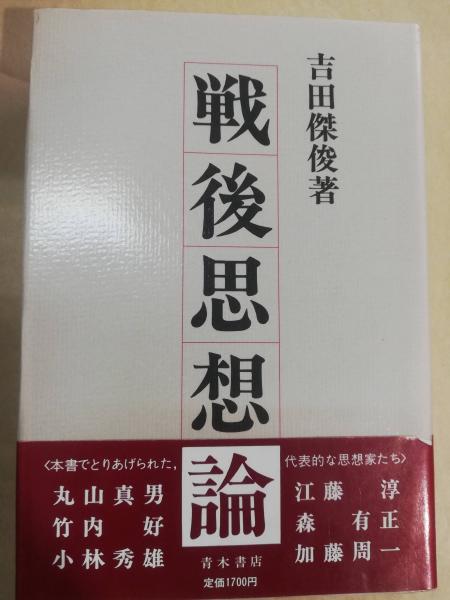 吉田傑俊著
戦後思想論
〈本書でとりあげられた,
代表的な思想家たち〉
丸山真男
竹内好
小林秀雄
江藤淳
森有正
加藤周一
青木書店
定価1700円